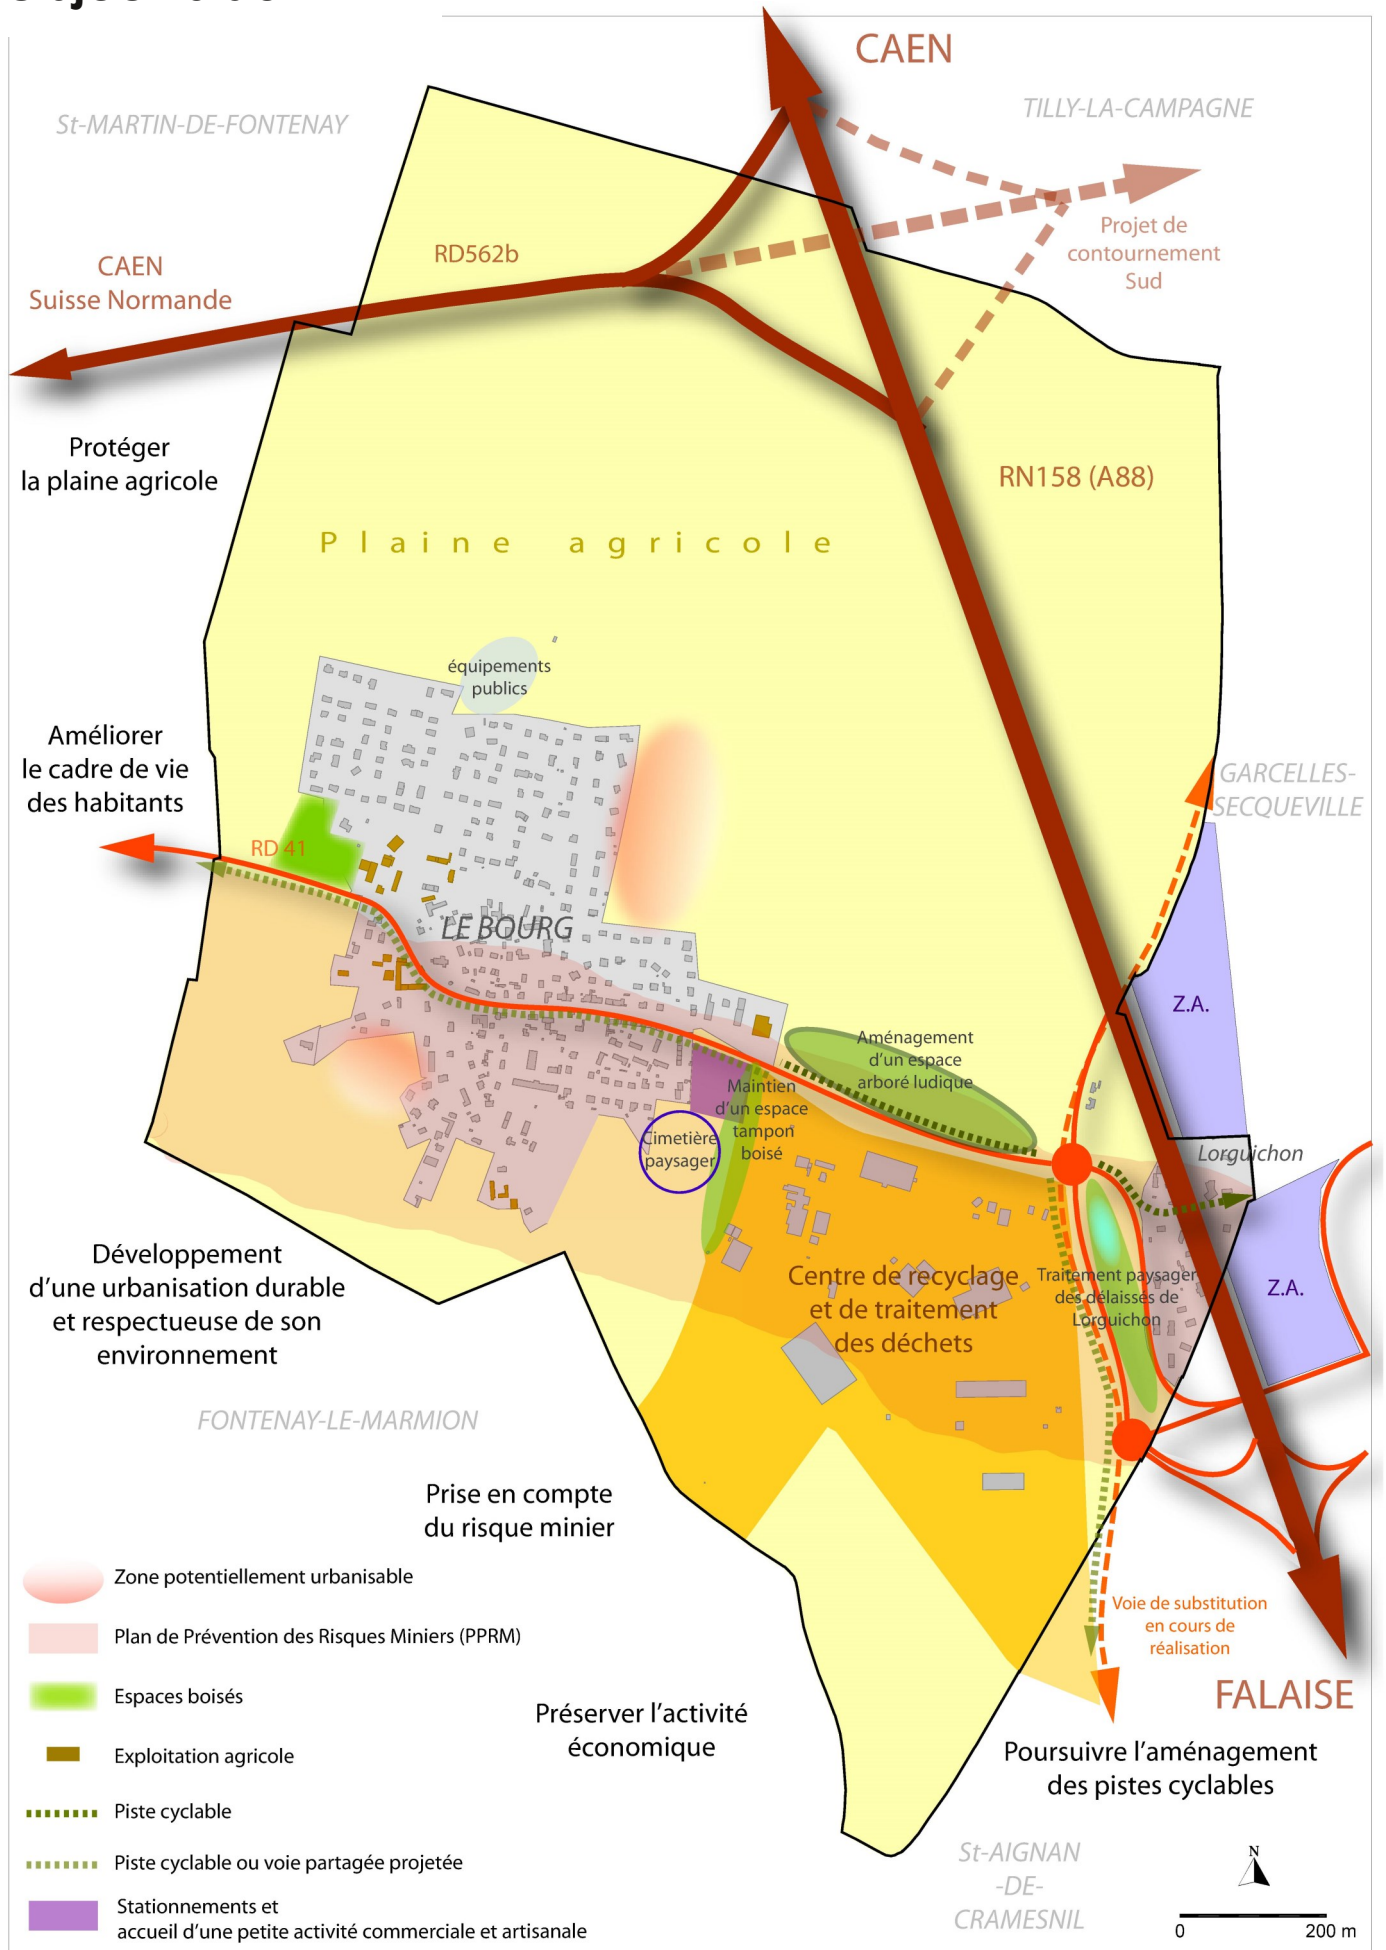 CAEN
St-MARTIN-DE-FONTENAY
TILLY-LA-CAMPAGNE
Projet de
contournement
Sud
RD562b
CAEN
Suisse Normande
Protéger
la plaine agricole
RN158 (A88)
Plaine agricole
équipements
publics
Améliorer
le cadre de vie
des habitants
GARCELLES-
SECQUEVILLE
RD 41
LE BOURG
Z.A.
Aménagement
d'un espace
arboré ludique
Maintien
d'un espace
tampon
boisé
Cimetière
paysager
Lorguichon
Développement
d'une urbanisation durable
et respectueuse de son
environnement
Centre de recyclage
et de traitement
des déchets
Traitement paysager
des délaissés de
Lorguichon
Z.A.
FONTENAY-LE-MARMION
Prise en compte
du risque minier
Zone potentiellement urbanisable
Plan de Prévention des Risques Miniers (PPRM)
Espaces boisés
Exploitation agricole
Piste cyclable
Piste cyclable ou voie partagée projetée
Stationnements et
accueil d'une petite activité commerciale et artisanale
Voie de substitution
en cours de
réalisation
FALAISE
Préserver l'activité
économique
Poursuivre l'aménagement
des pistes cyclables
St-AIGNAN
-DE-
CRAMESNIL
N
0 200 m